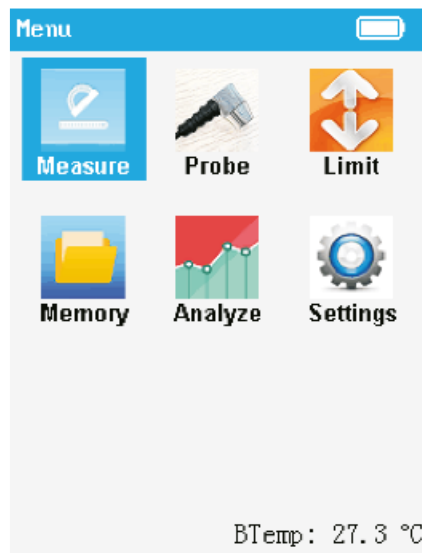 Menu
Measure Probe Limit
Memory Analyze Settings
BTemp: 27.3 ℃